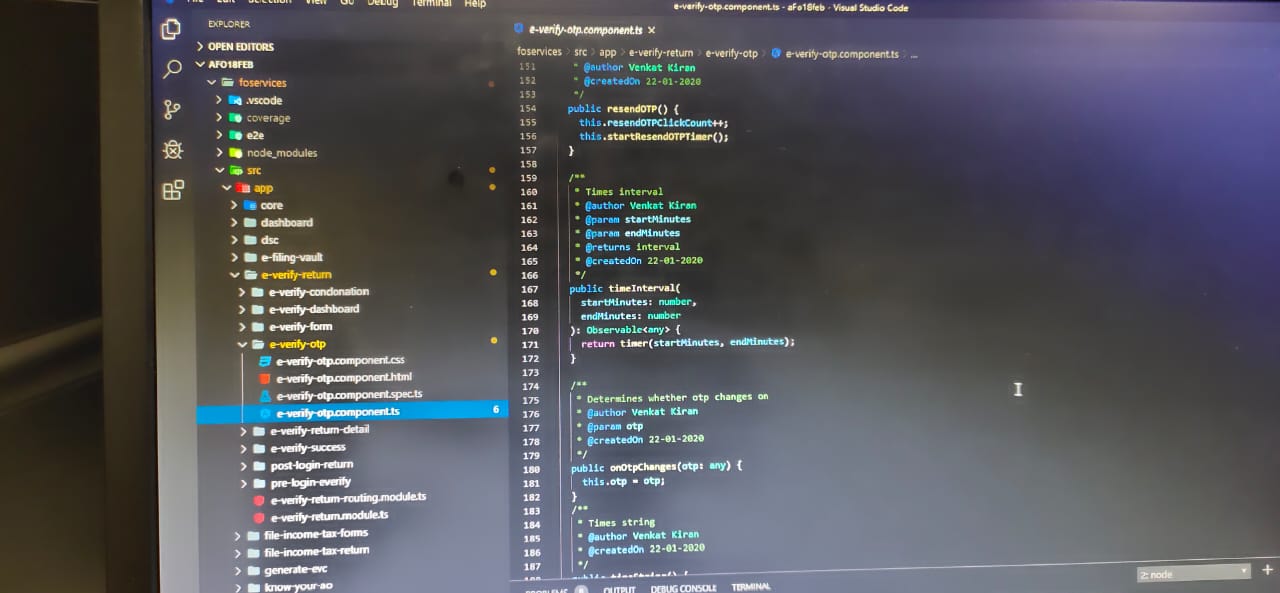 File Edit Selection View Go Debug Terminal Help
e-verify-otp.component.ts - aFo18feb - Visual Studio Code
EXPLORER
OPEN EDITORS
AFO18FEB
foservices
.vscode
coverage
e2e
node_modules
src
app
core
dashboard
dsc
e-filing-vault
e-verify-return
e-verify-condonation
e-verify-dashboard
e-verify-form
e-verify-otp
e-verify-otp.component.css
e-verify-otp.component.html
e-verify-otp.component.spec.ts
e-verify-otp.component.ts 6
e-verify-return-detail
e-verify-success
post-login-return
pre-login-everify
e-verify-return-routing.module.ts
e-verify-return.module.ts
file-income-tax-forms
file-income-tax-return
generate-evc
know-your-ao
e-verify-otp.component.ts ×
foservices > src > app > e-verify-return > e-verify-otp > e-verify-otp.component.ts > ...
151 * @author Venkat Kiran
152 * @createdOn 22-01-2020
153 */
154 public resendOTP() {
155 this.resendOTPClickCount++;
156 this.startResendOTPTimer();
157 }
158
159 /**
160 * Times interval
161 * @author Venkat Kiran
162 * @param startMinutes
163 * @param endMinutes
164 * @returns interval
165 * @createdOn 22-01-2020
166 */
167 public timeInterval(
168 startMinutes: number,
169 endMinutes: number
170 ): Observable<any> {
171 return timer(startMinutes, endMinutes);
172 }
173
174 /**
175 * Determines whether otp changes on
176 * @author Venkat Kiran
177 * @param otp
178 * @createdOn 22-01-2020
179 */
180 public onOtpChanges(otp: any) {
181 this.otp = otp;
182 }
183 /**
184 * Times string
185 * @author Venkat Kiran
186 * @createdOn 22-01-2020
187 */
188 public timeString() {
PROBLEMS 6 OUTPUT DEBUG CONSOLE TERMINAL
2: node